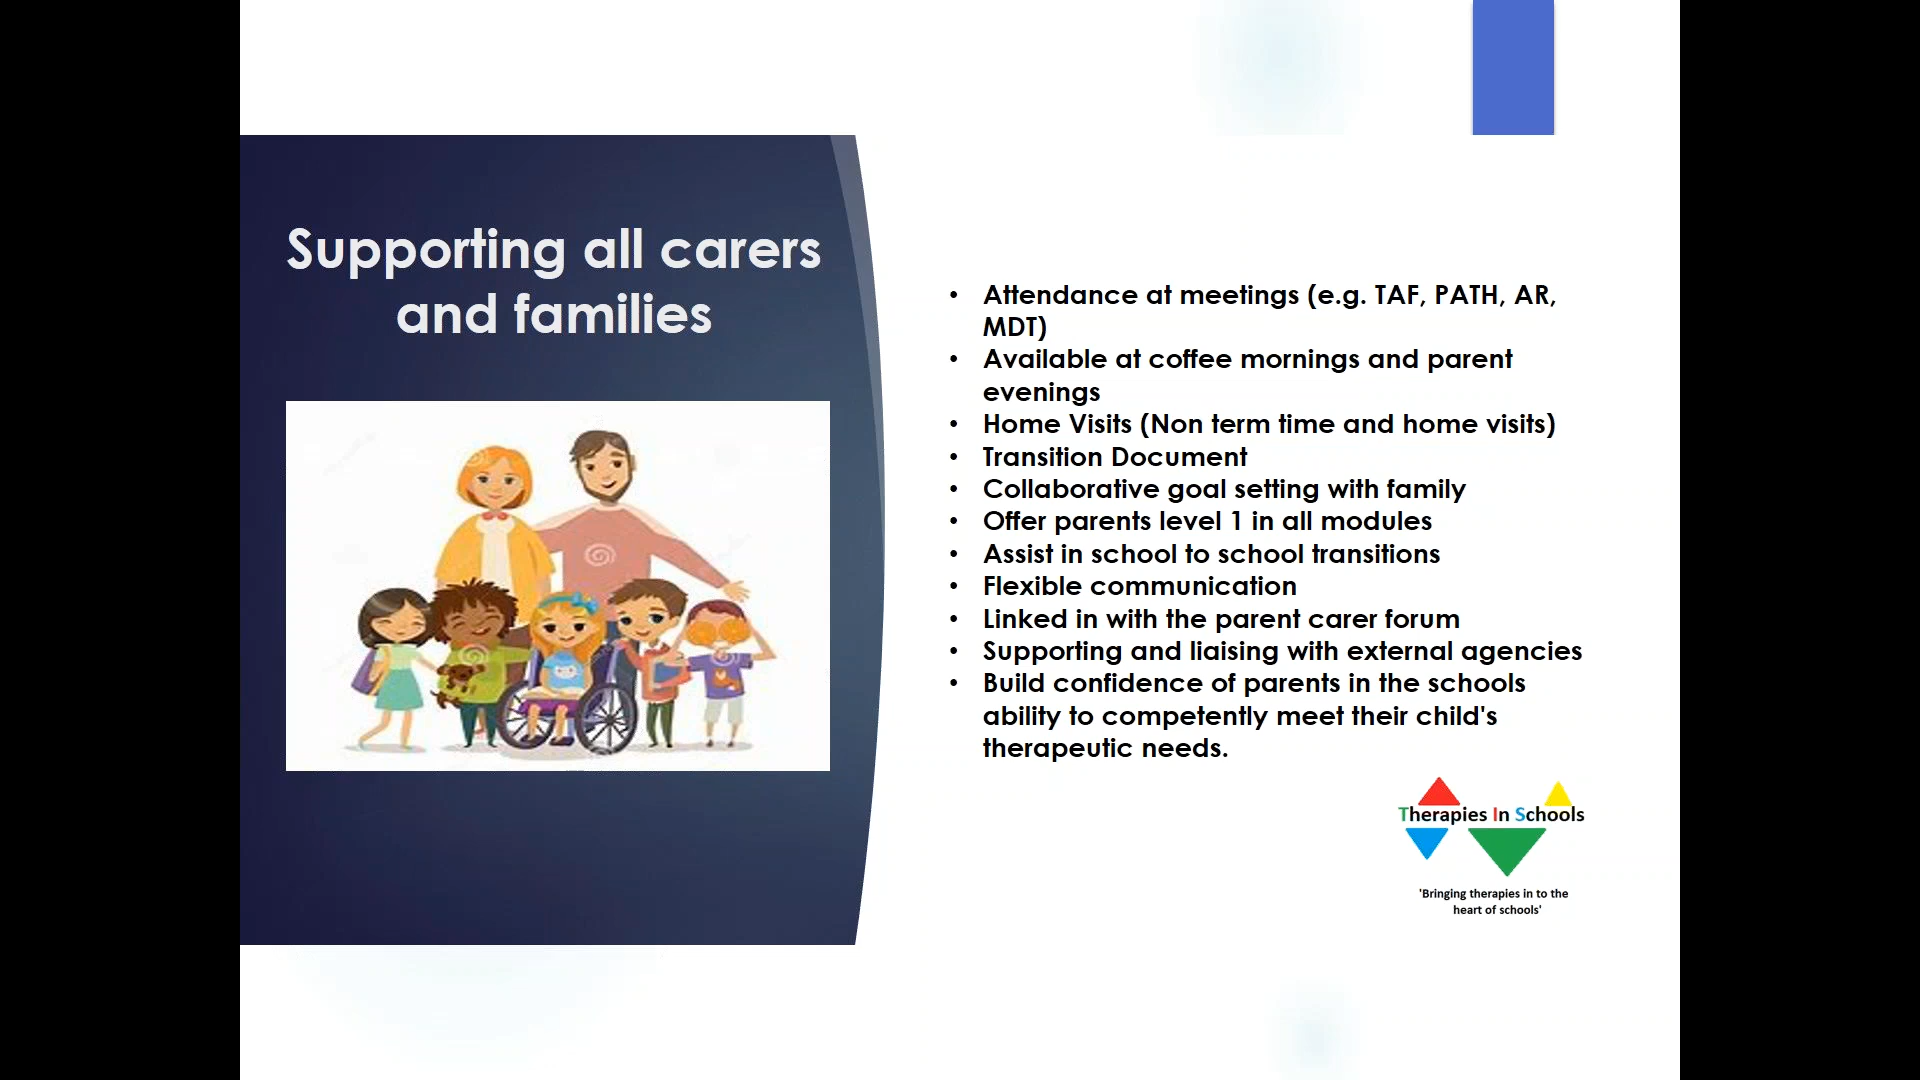 Supporting all carers
and families
• Attendance at meetings (e.g. TAF, PATH, AR,
MDT)
• Available at coffee mornings and parent
evenings
• Home Visits (Non term time and home visits)
• Transition Document
• Collaborative goal setting with family
• Offer parents level 1 in all modules
• Assist in school to school transitions
• Flexible communication
• Linked in with the parent carer forum
• Supporting and liaising with external agencies
• Build confidence of parents in the schools
ability to competently meet their child's
therapeutic needs.
Therapies In Schools
'Bringing therapies in to the
heart of schools'